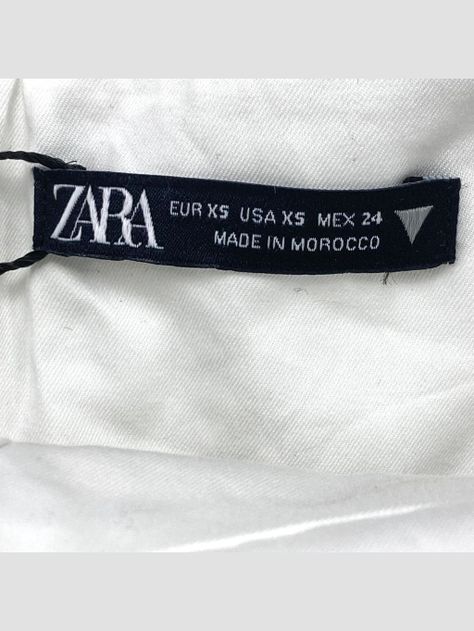 ZARA
EUR XS USA XS MEX 24
MADE IN MOROCCO